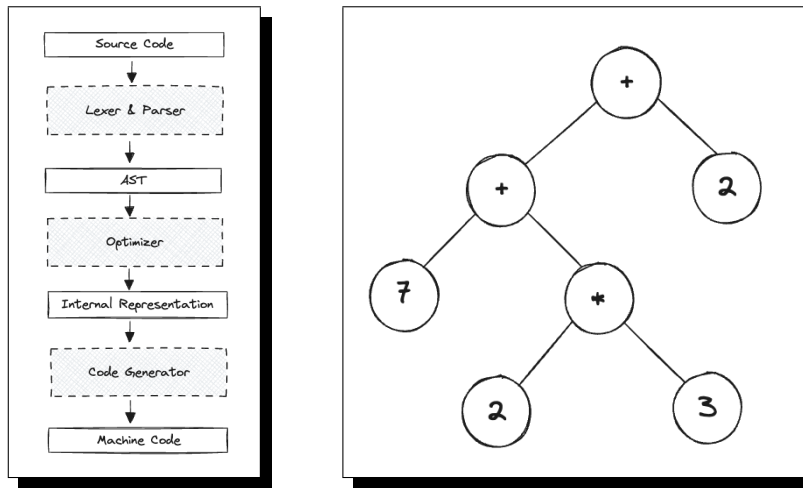 Source Code
Lexer & Parser
AST
Optimizer
Internal Representation
Code Generator
Machine Code
+
+
2
7
*
2
3